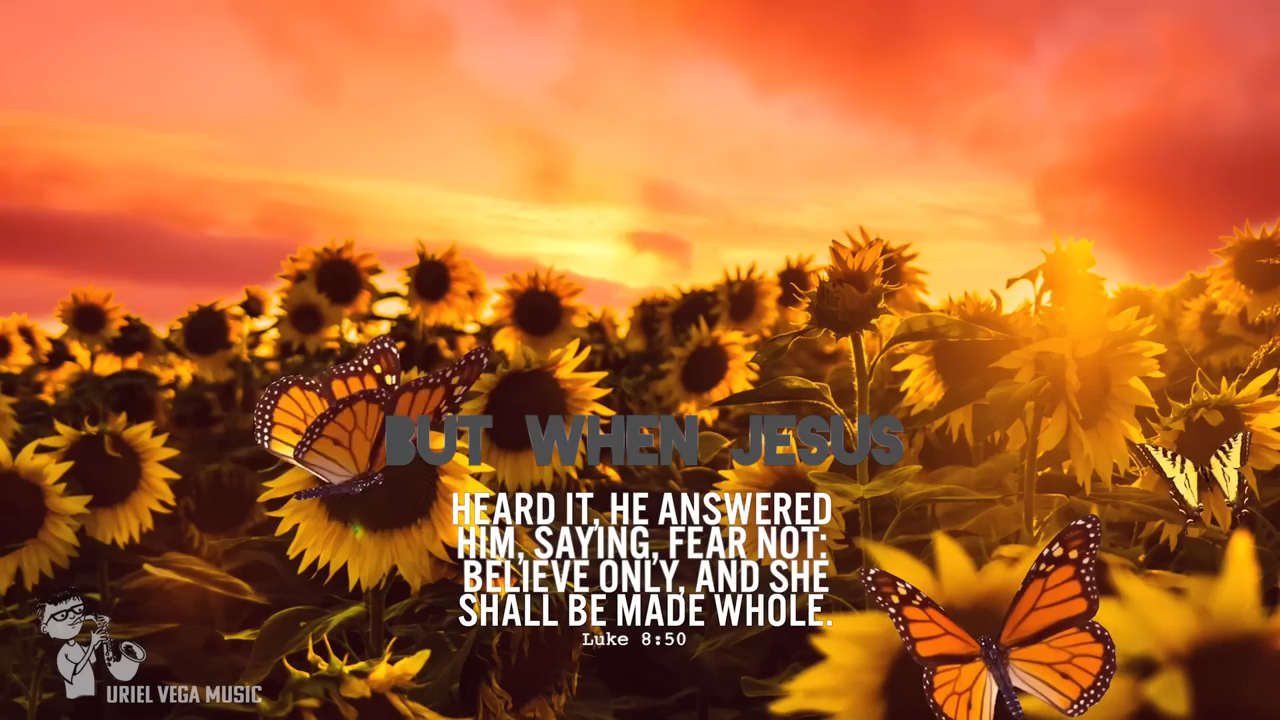 BUT WHEN JESUS
HEARD IT, HE ANSWERED
HIM, SAYING, FEAR NOT:
BELIEVE ONLY, AND SHE
SHALL BE MADE WHOLE.
Luke 8:50
URIEL VEGA MUSIC